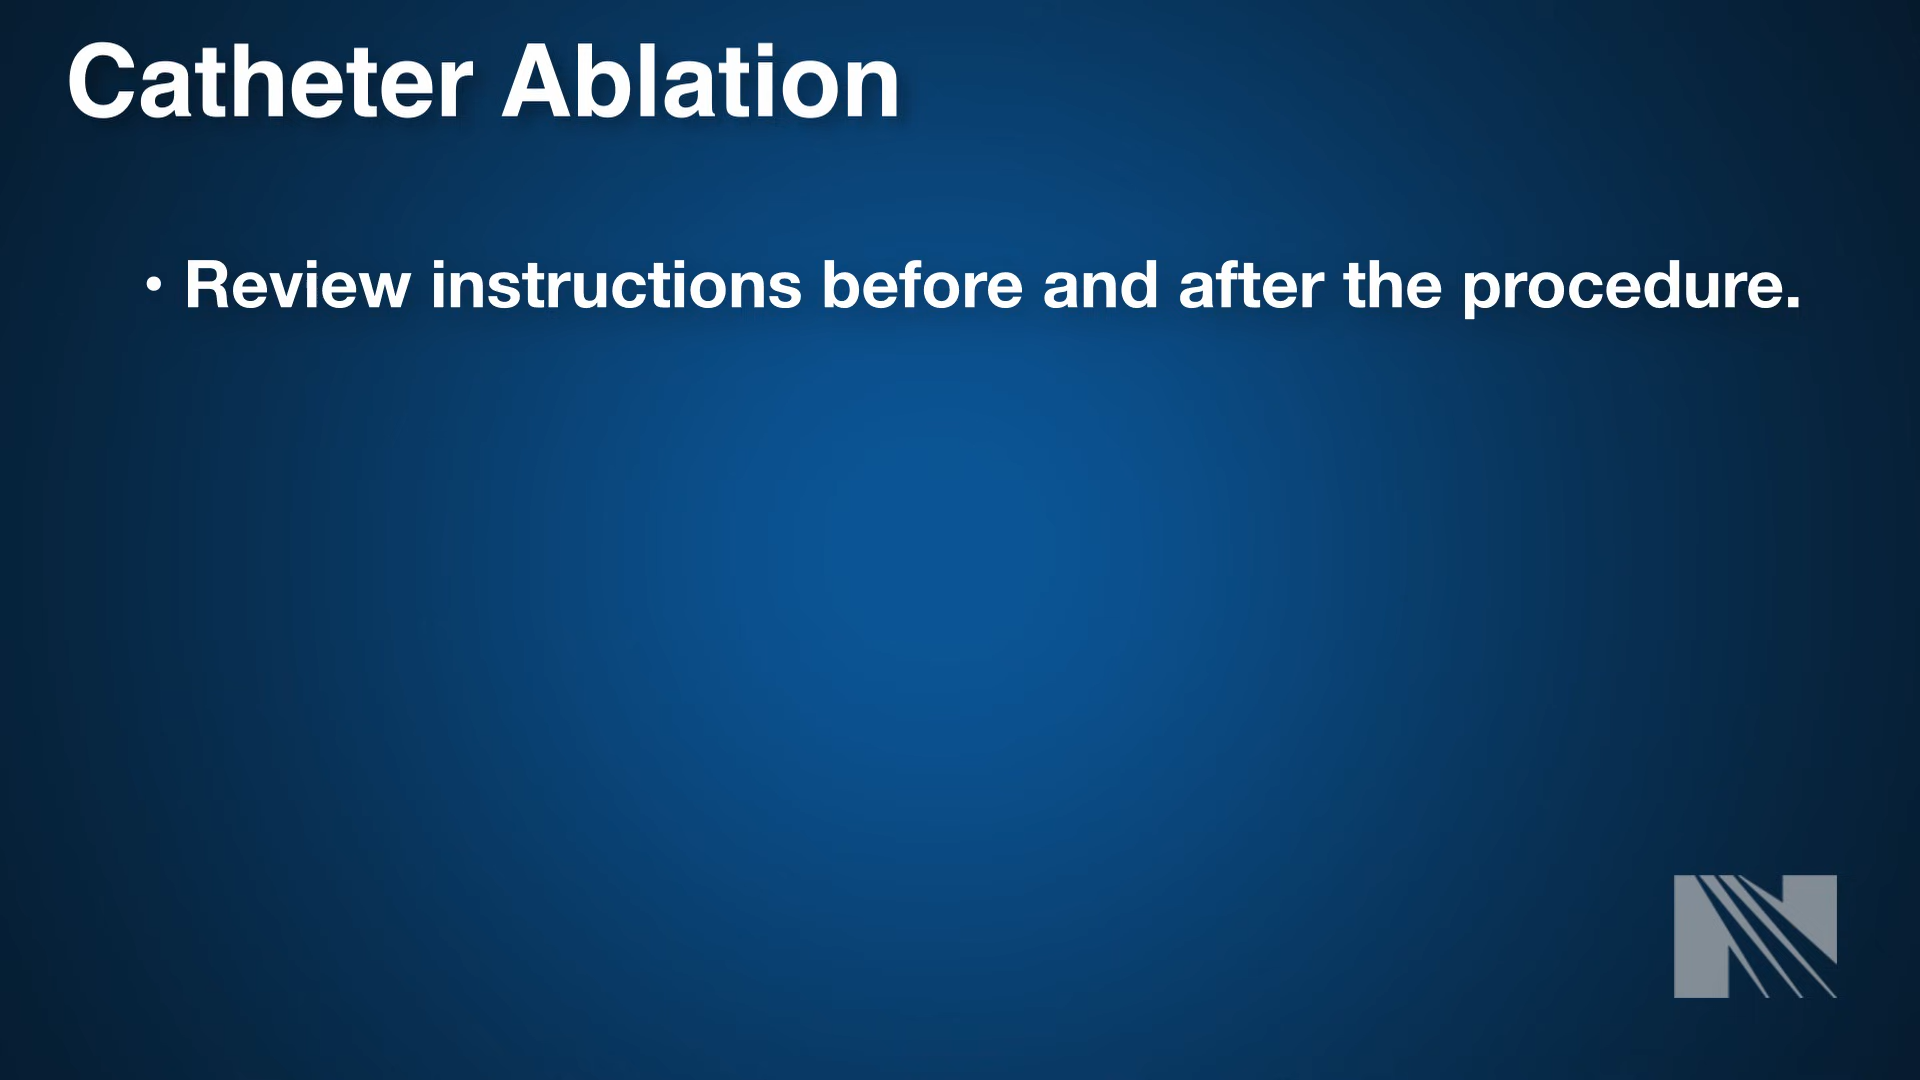 Catheter Ablation
• Review instructions before and after the procedure.